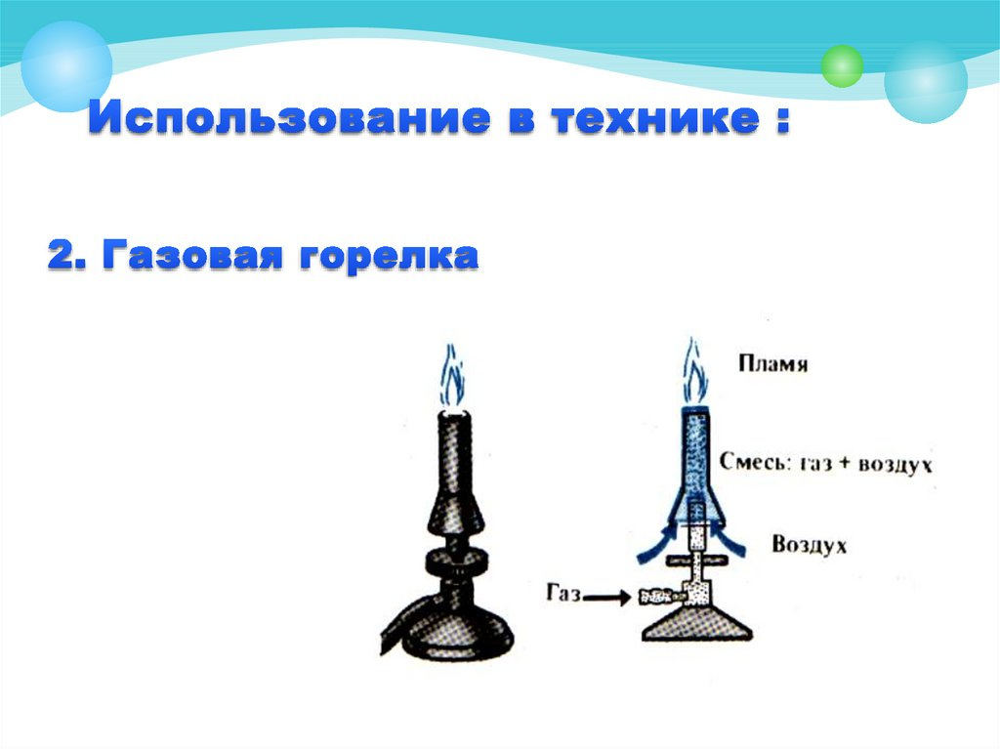 Использование в технике :
2. Газовая горелка
Пламя
Смесь: газ + воздух
Воздух
Газ